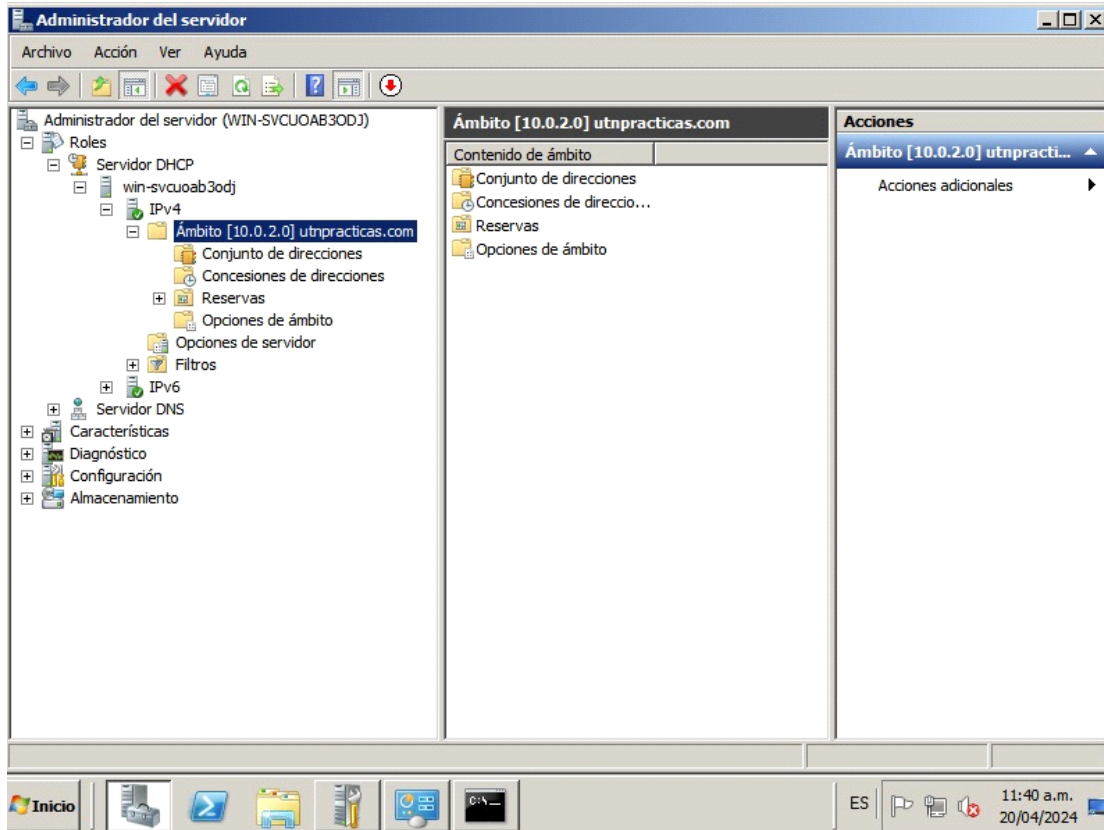 Administrador del servidor
Archivo Acción Ver Ayuda
Administrador del servidor (WIN-SVCUOAB3ODJ)
Roles
Servidor DHCP
win-svcuoab3odj
IPv4
Ámbito [10.0.2.0] utnpracticas.com
Conjunto de direcciones
Concesiones de direcciones
Reservas
Opciones de ámbito
Opciones de servidor
Filtros
IPv6
Servidor DNS
Características
Diagnóstico
Configuración
Almacenamiento
Ámbito [10.0.2.0] utnpracticas.com
Contenido de ámbito
Conjunto de direcciones
Concesiones de direccio...
Reservas
Opciones de ámbito
Acciones
Ámbito [10.0.2.0] utnpracti...
Acciones adicionales
Inicio
C:\_
ES
11:40 a.m.
20/04/2024